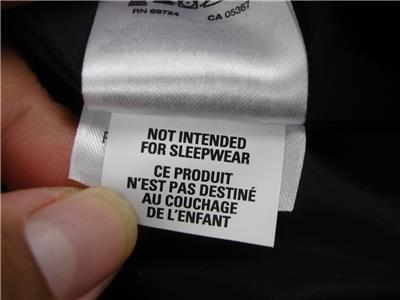 RN 69724 CA 05367
NOT INTENDED
FOR SLEEPWEAR
CE PRODUIT
N'EST PAS DESTINÉ
AU COUCHAGE
DE L'ENFANT